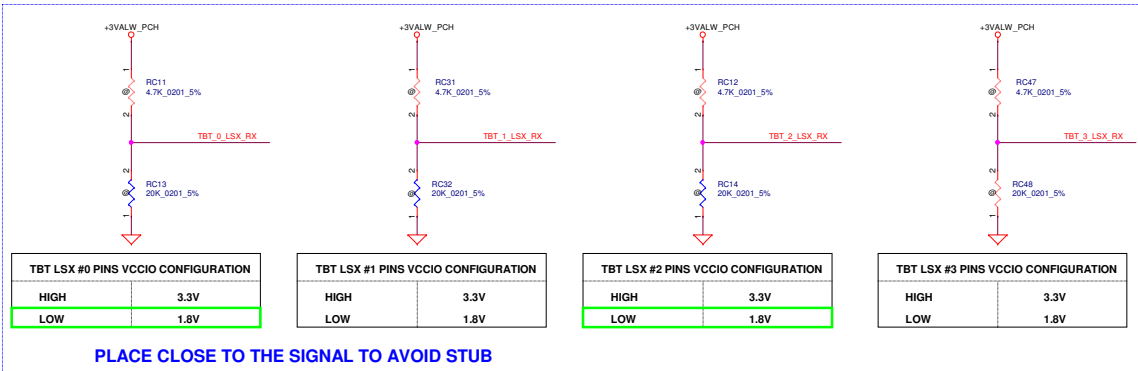 +3VALW_PCH +3VALW_PCH +3VALW_PCH +3VALW_PCH
1 1 1 1
RC11 RC31 RC12 RC47
@ 4.7K_0201_5% @ 4.7K_0201_5% @ 4.7K_0201_5% @ 4.7K_0201_5%
2 2 2 2
TBT_0_LSX_RX TBT_1_LSX_RX TBT_2_LSX_RX TBT_3_LSX_RX
2 2 2 2
RC13 RC32 RC14 RC48
@ 20K_0201_5% @ 20K_0201_5% @ 20K_0201_5% @ 20K_0201_5%
1 1 1 1
TBT LSX #0 PINS VCCIO CONFIGURATION TBT LSX #1 PINS VCCIO CONFIGURATION TBT LSX #2 PINS VCCIO CONFIGURATION TBT LSX #3 PINS VCCIO CONFIGURATION
HIGH 3.3V HIGH 3.3V HIGH 3.3V HIGH 3.3V
LOW 1.8V LOW 1.8V LOW 1.8V LOW 1.8V
PLACE CLOSE TO THE SIGNAL TO AVOID STUB